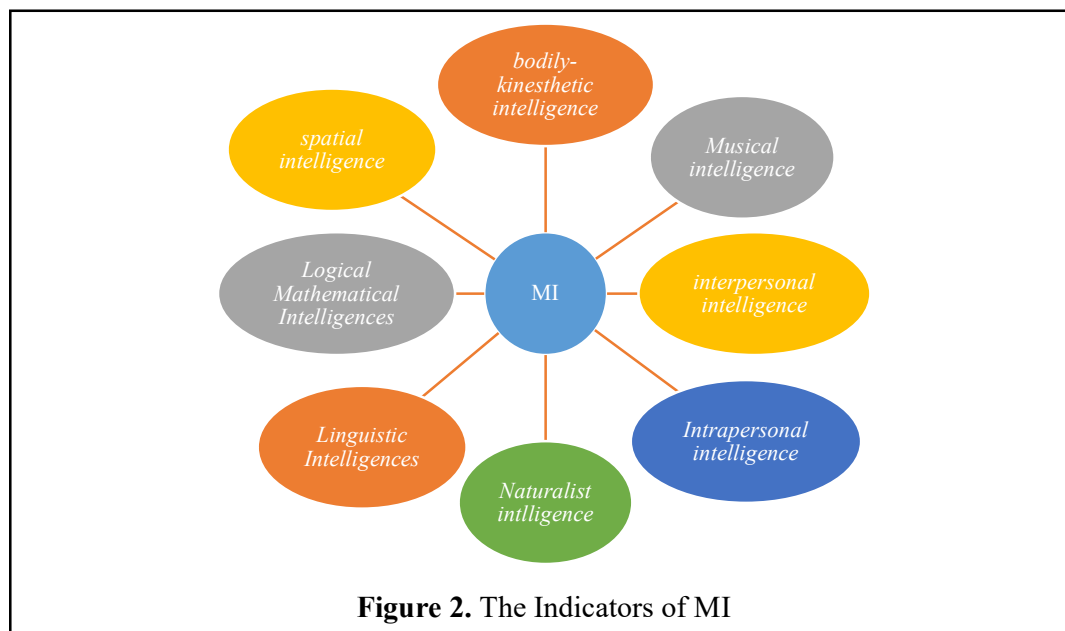 bodily-
kinesthetic
intelligence
Musical
intelligence
interpersonal
intelligence
Intrapersonal
intelligence
Naturalist
intlligence
Linguistic
Intelligences
Logical
Mathematical
Intelligences
spatial
intelligence
MI
Figure 2. The Indicators of MI